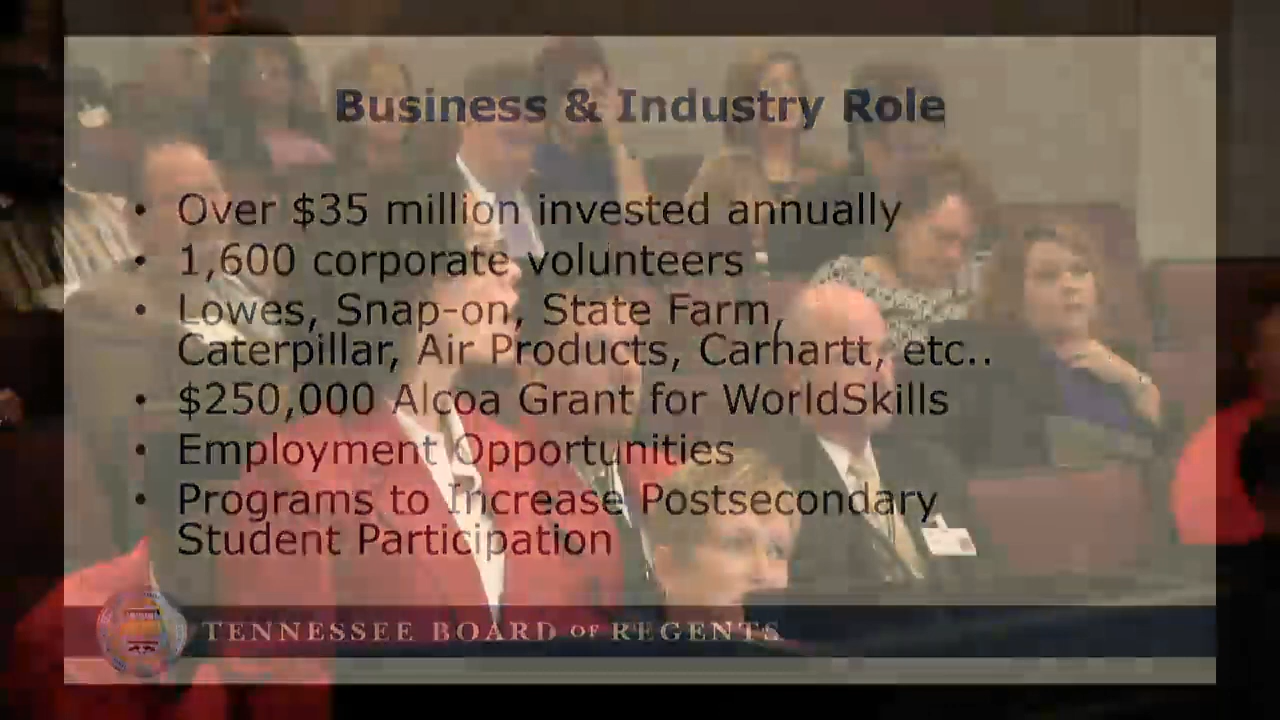 Business & Industry Role
• Over $35 million invested annually
• 1,600 corporate volunteers
• Lowes, Snap-on, State Farm,
Caterpillar, Air Products, Carhartt, etc..
• $250,000 Alcoa Grant for WorldSkills
• Employment Opportunities
• Programs to Increase Postsecondary
Student Participation
TENNESSEE BOARD OF REGENTS